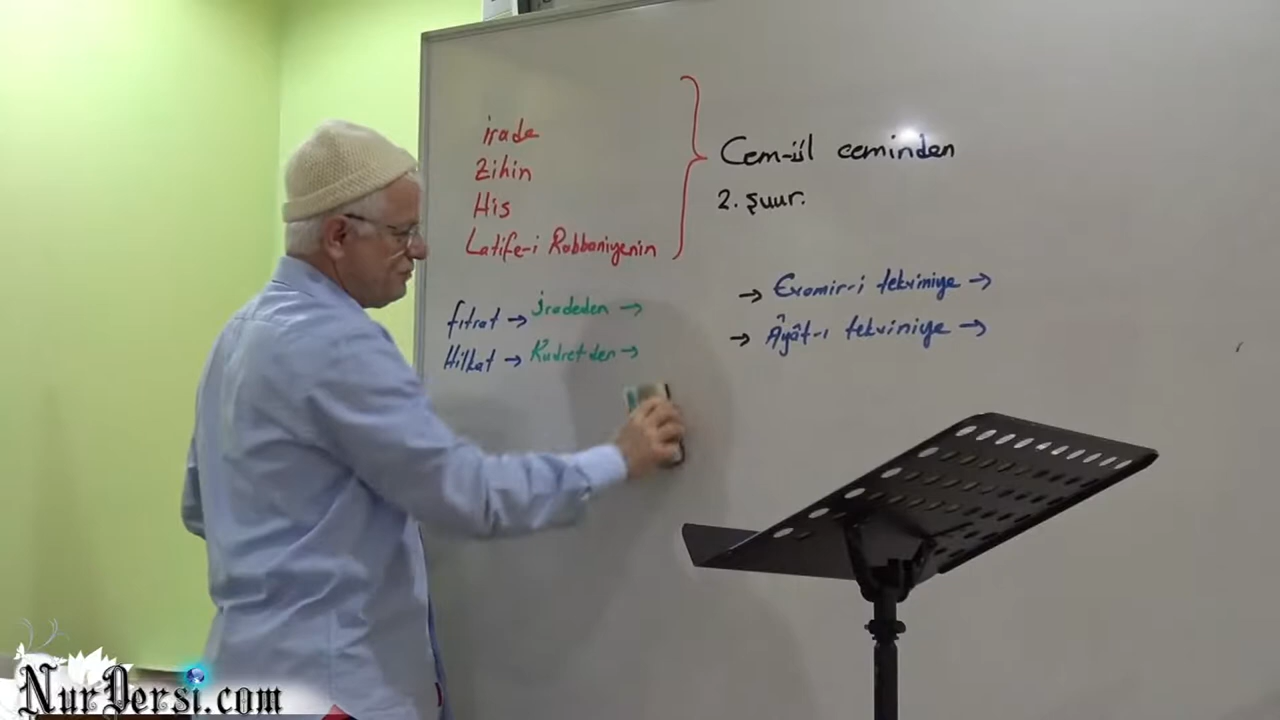 irade
Zihin
His
Latife-i Rabbaniyenin
Cem-ül ceminden
2. şuur.
fıtrat → İradeden →
Hilkat → Kudretden →
→ Evamir-i tekviniye →
→ Âyât-ı tekviniye →
NurDersi.com